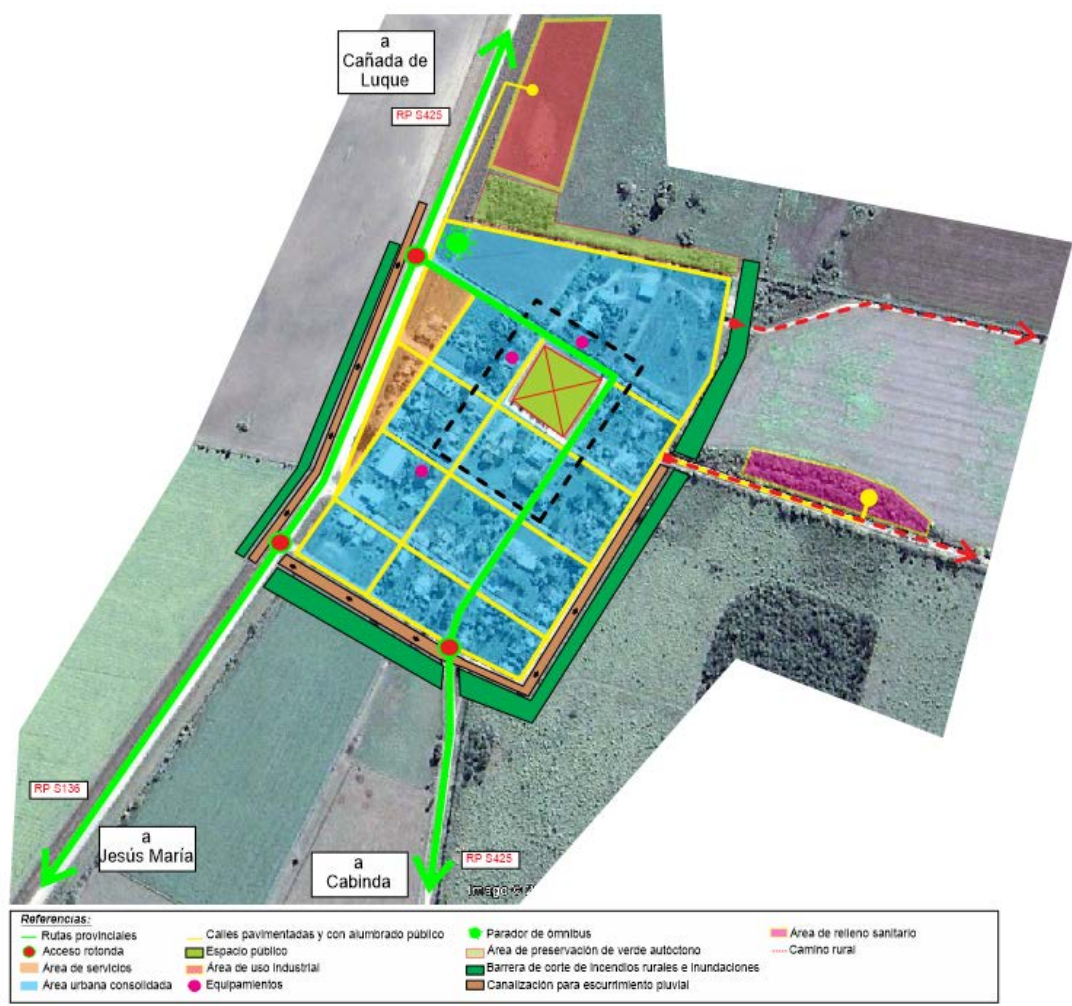 a
Cañada de
Luque
RP S425
RP S136
a
Jesús María
a
Cabinda
RP S425
Referencias:
Rutas provinciales
Calles pavimentadas y con alumbrado público
Parador de ómnibus
Área de relleno sanitario
Acceso rotonda
Espacio público
Área de preservación de verde autóctono
Camino rural
Área de servicios
Área de uso industrial
Barrera de corte de incendios rurales e inundaciones
Área urbana consolidada
Equipamientos
Canalización para escurrimiento pluvial